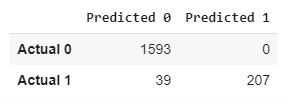 Predicted 0 Predicted 1
Actual 0 1593 0
Actual 1 39 207